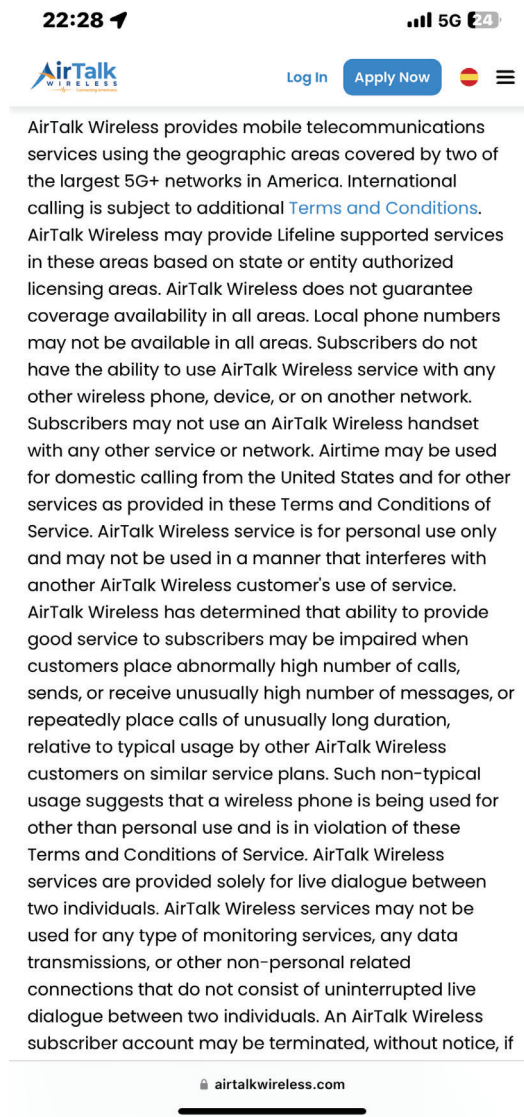 22:28
5G 24
AirTalk
WIRELESS
Log In
Apply Now
AirTalk Wireless provides mobile telecommunications
services using the geographic areas covered by two of
the largest 5G+ networks in America. International
calling is subject to additional Terms and Conditions.
AirTalk Wireless may provide Lifeline supported services
in these areas based on state or entity authorized
licensing areas. AirTalk Wireless does not guarantee
coverage availability in all areas. Local phone numbers
may not be available in all areas. Subscribers do not
have the ability to use AirTalk Wireless service with any
other wireless phone, device, or on another network.
Subscribers may not use an AirTalk Wireless handset
with any other service or network. Airtime may be used
for domestic calling from the United States and for other
services as provided in these Terms and Conditions of
Service. AirTalk Wireless service is for personal use only
and may not be used in a manner that interferes with
another AirTalk Wireless customer's use of service.
AirTalk Wireless has determined that ability to provide
good service to subscribers may be impaired when
customers place abnormally high number of calls,
sends, or receive unusually high number of messages, or
repeatedly place calls of unusually long duration,
relative to typical usage by other AirTalk Wireless
customers on similar service plans. Such non-typical
usage suggests that a wireless phone is being used for
other than personal use and is in violation of these
Terms and Conditions of Service. AirTalk Wireless
services are provided solely for live dialogue between
two individuals. AirTalk Wireless services may not be
used for any type of monitoring services, any data
transmissions, or other non-personal related
connections that do not consist of uninterrupted live
dialogue between two individuals. An AirTalk Wireless
subscriber account may be terminated, without notice, if
airtalkwireless.com